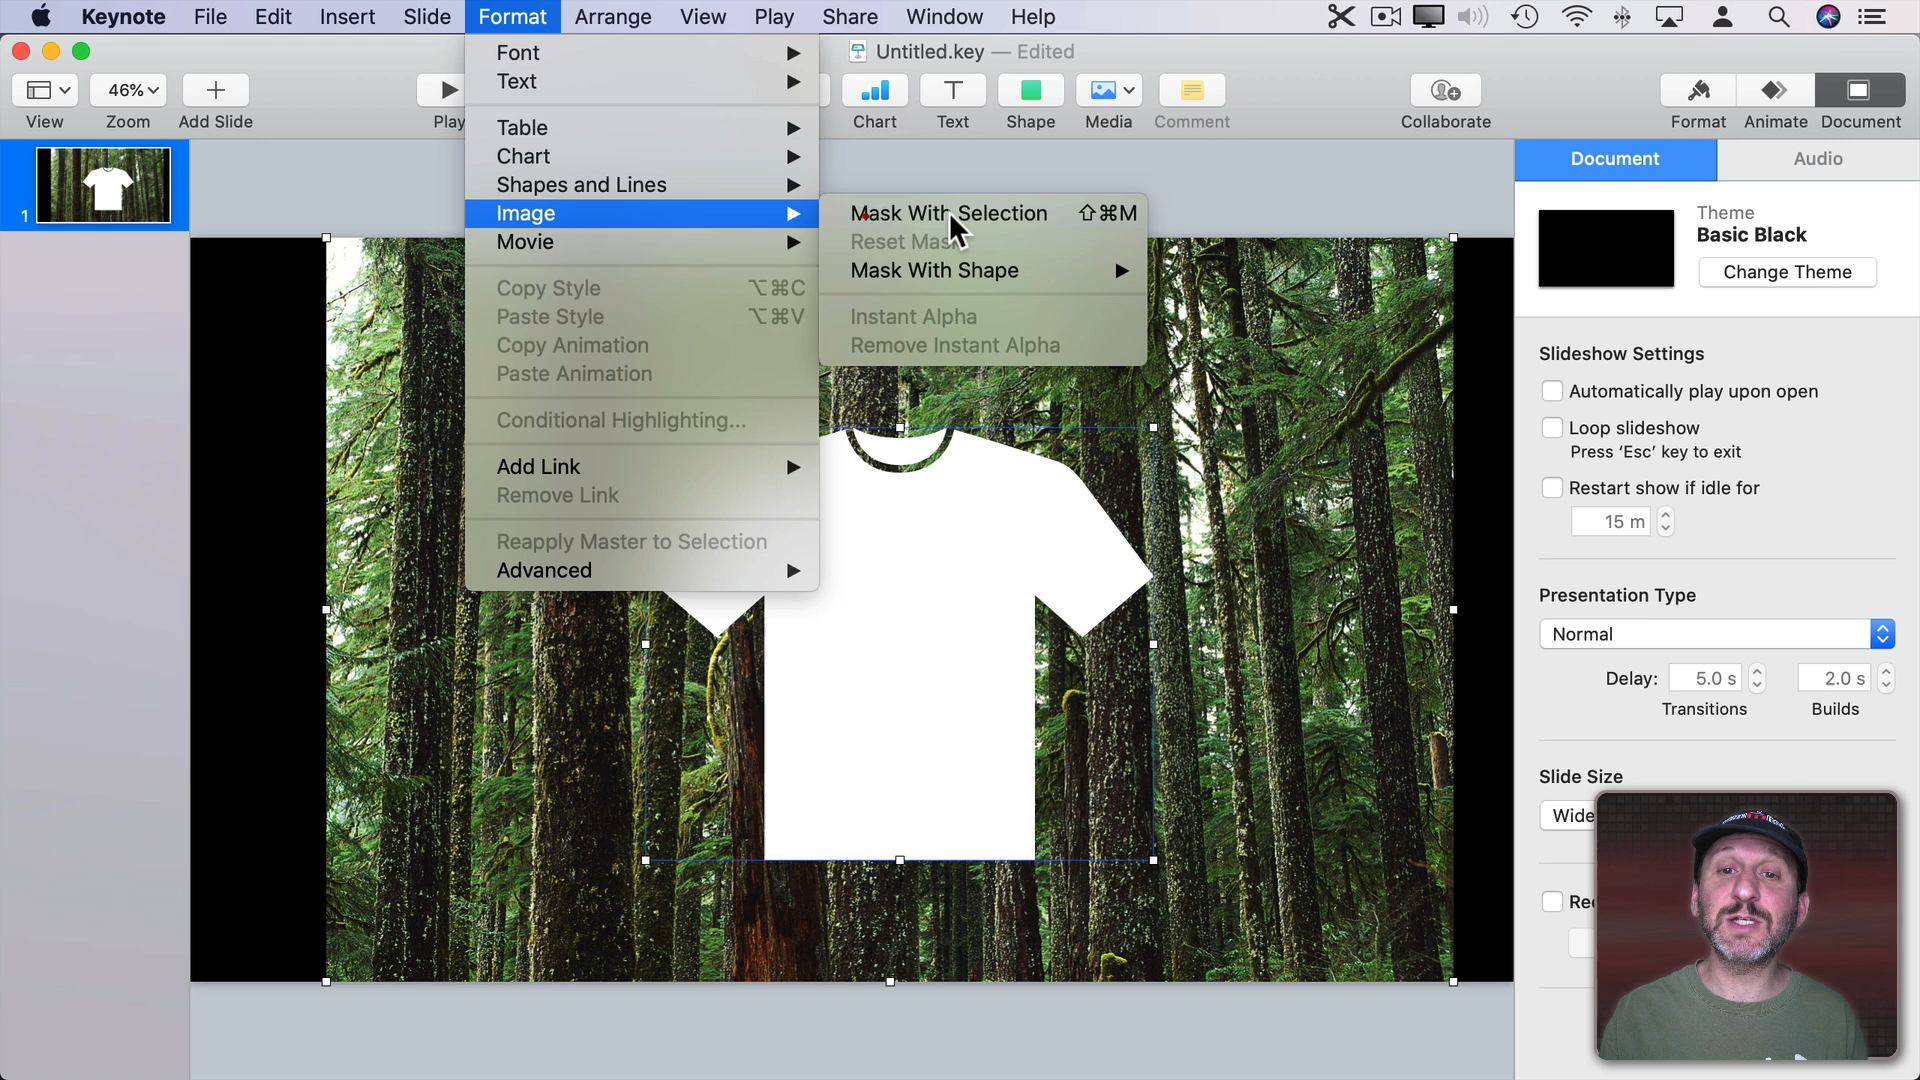 Keynote File Edit Insert Slide Format Arrange View Play Share Window Help
Untitled.key — Edited
46%
View Zoom Add Slide Play Chart Text Shape Media Comment Collaborate Format Animate Document
1
Font
Text
Table
Chart
Shapes and Lines
Image
Movie
Copy Style ⌥⌘C
Paste Style ⌥⌘V
Copy Animation
Paste Animation
Conditional Highlighting...
Add Link
Remove Link
Reapply Master to Selection
Advanced
Mask With Selection ⇧⌘M
Reset Mask
Mask With Shape
Instant Alpha
Remove Instant Alpha
Document Audio
Theme
Basic Black
Change Theme
Slideshow Settings
Automatically play upon open
Loop slideshow
Press ‘Esc’ key to exit
Restart show if idle for
15 m
Presentation Type
Normal
Delay: 5.0 s 2.0 s
Transitions Builds
Slide Size
Wide